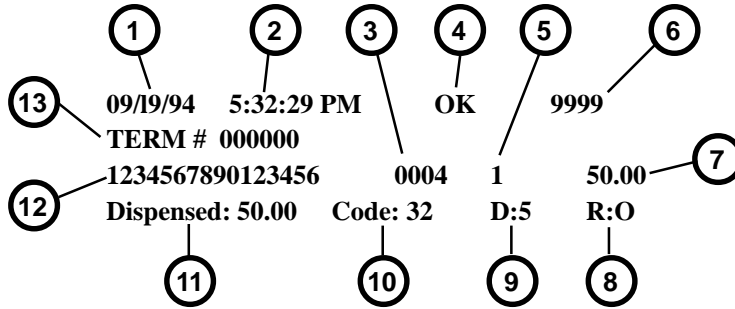 1 2 3 4 5 6
09/l9/94 5:32:29 PM OK 9999
13
TERM # 000000
7
1234567890123456 0004 1 50.00
12
Dispensed: 50.00 Code: 32 D:5 R:O
11 10 9 8